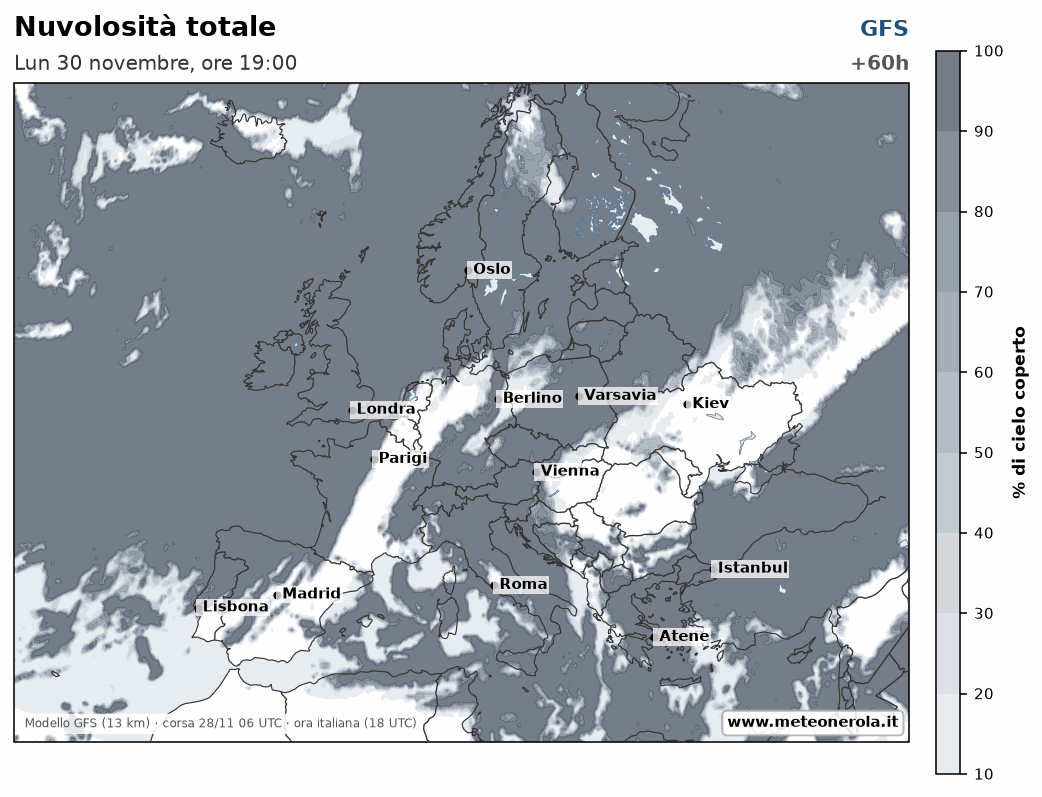 Nuvolosità totale
GFS
Lun 30 novembre, ore 19:00
+60h
100
90
80
70
60
50
40
30
20
10
% di cielo coperto
Oslo
Londra
Berlino
Varsavia
Kiev
Parigi
Vienna
Istanbul
Roma
Madrid
Lisbona
Atene
Modello GFS (13 km) · corsa 28/11 06 UTC · ora italiana (18 UTC)
www.meteonerola.it